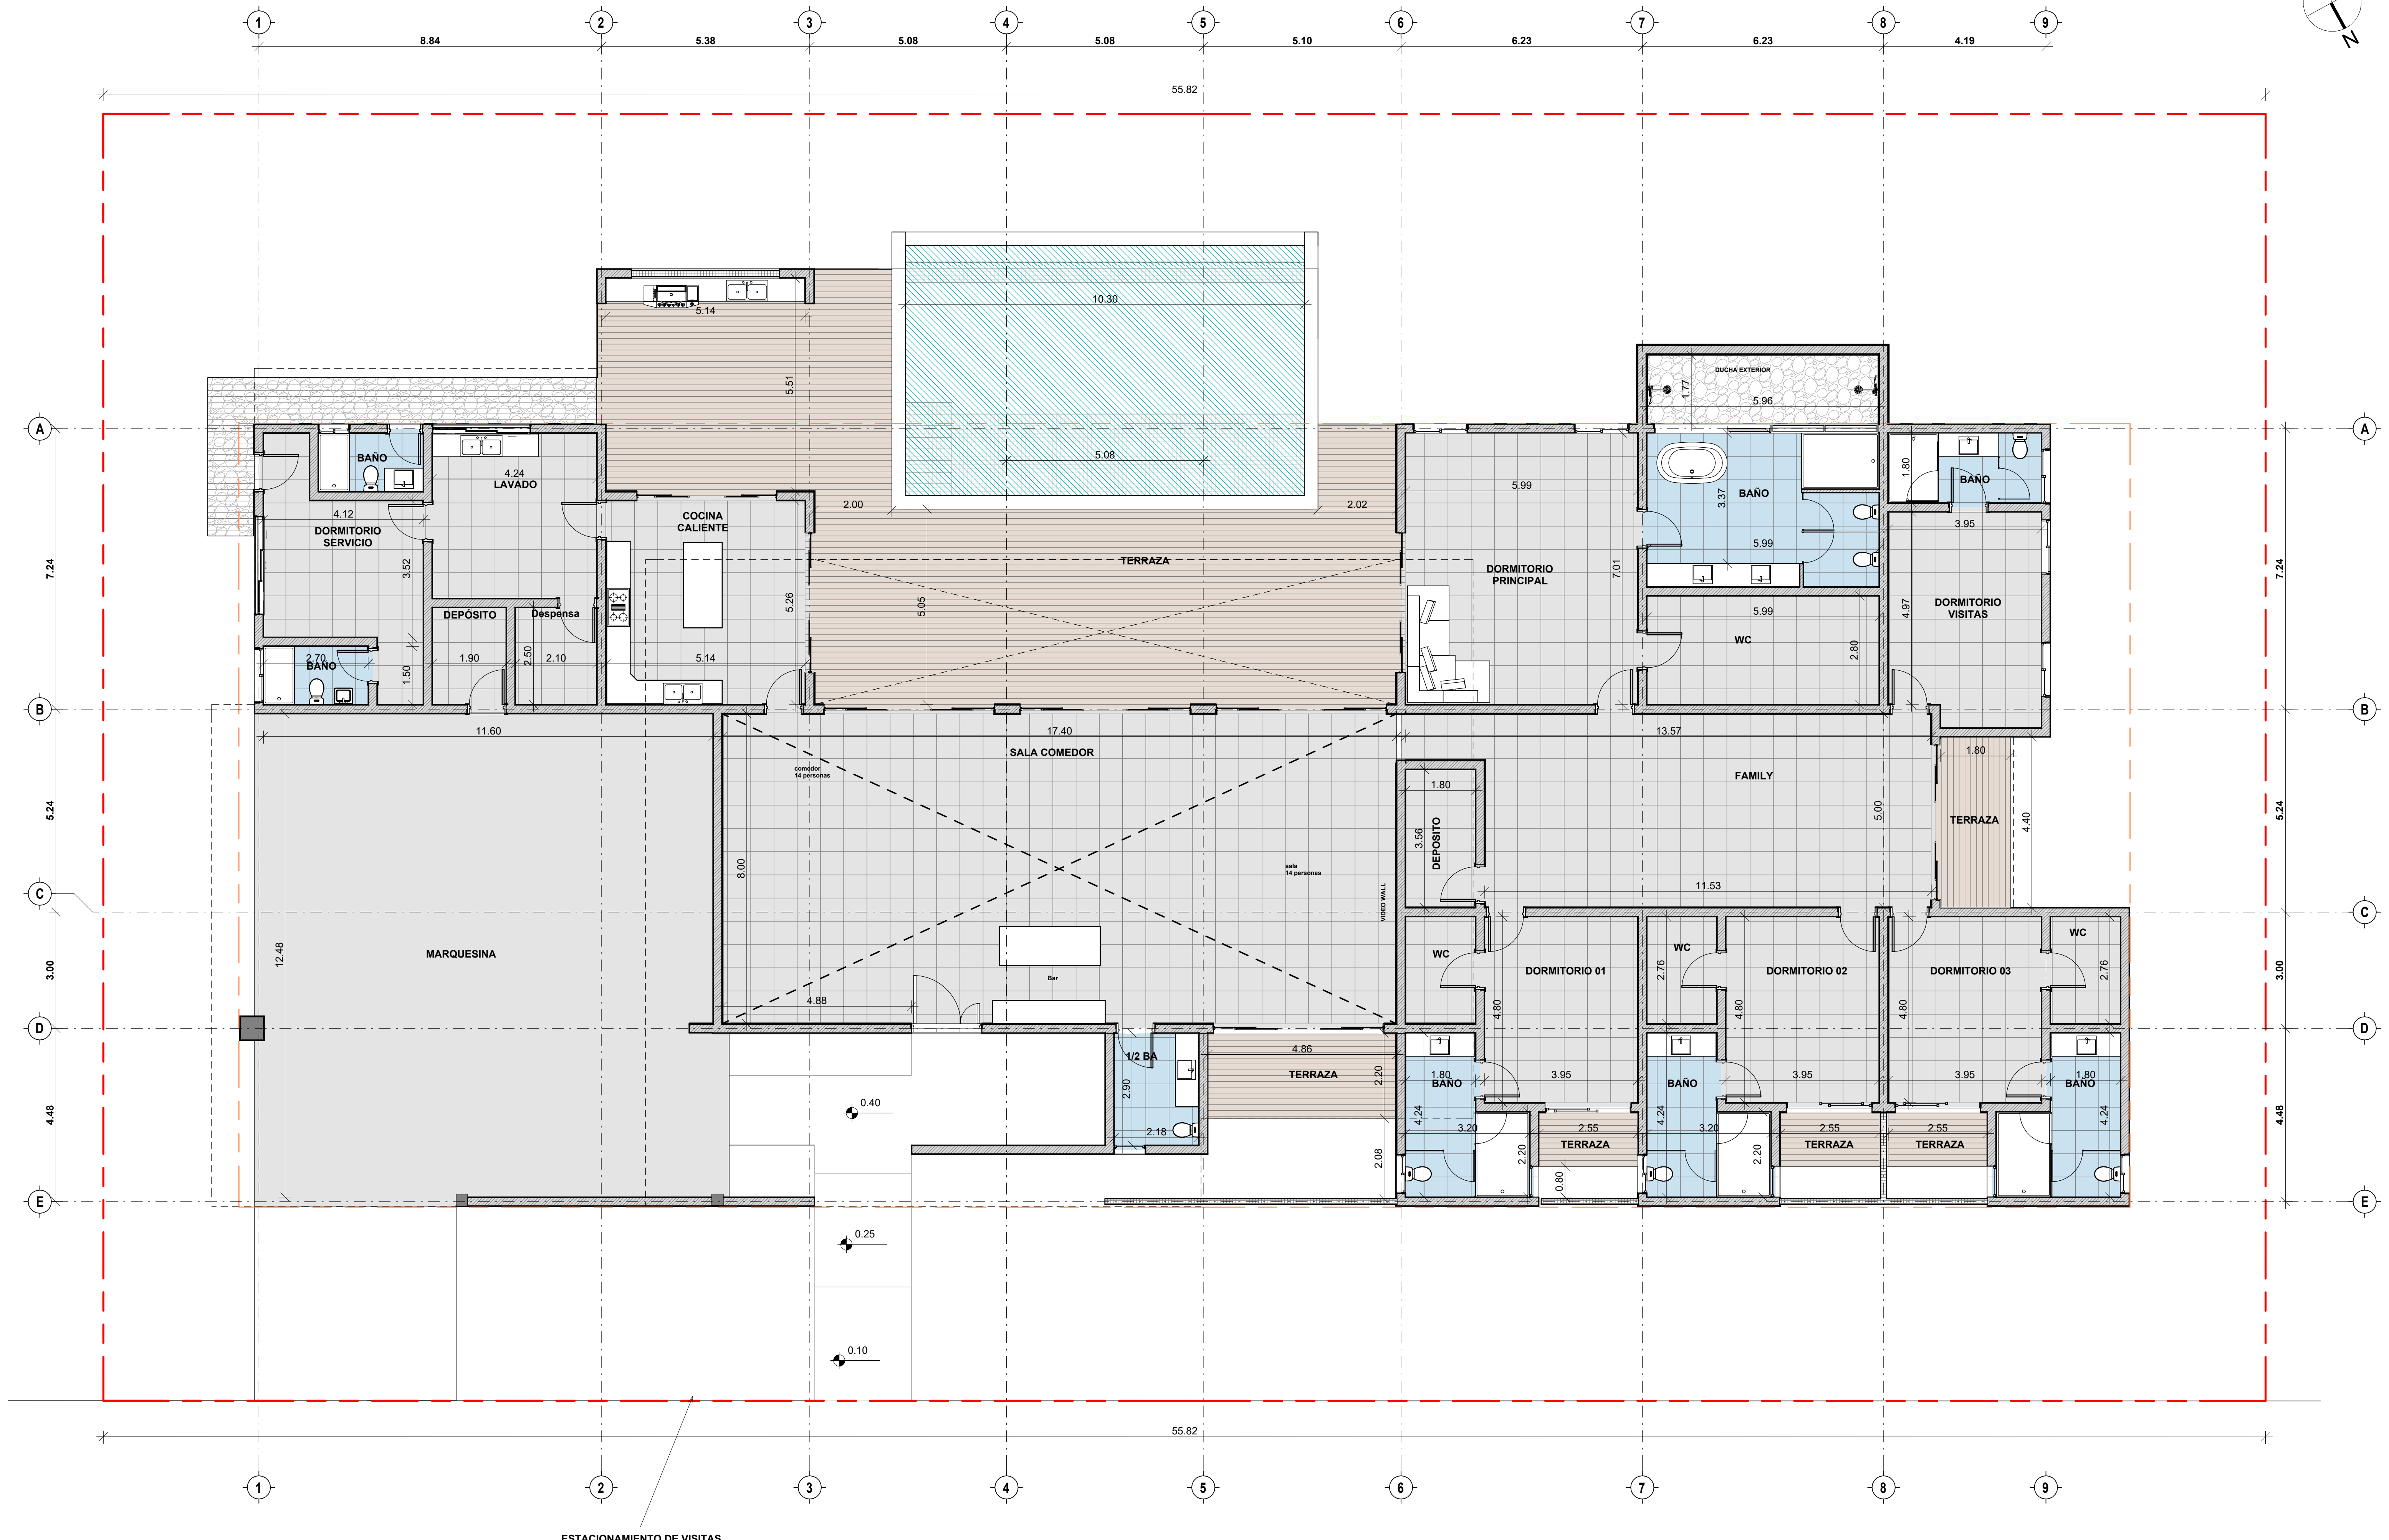 1 2 3 4 5 6 7 8 9
8.84 5.38 5.08 5.08 5.10 6.23 6.23 4.19
N
55.82
10.30
5.14
5.51
DUCHA EXTERIOR
1.77
5.96
A A
BAÑO
4.24
LAVADO
5.08
1.80
BAÑO
5.99
BAÑO
3.37
2.00
2.02
4.12
DORMITORIO
SERVICIO
COCINA
CALIENTE
3.95
5.99
TERRAZA
7.24
3.52
DORMITORIO
PRINCIPAL
7.01
7.24
5.26
5.05
4.97
DORMITORIO
VISITAS
DEPÓSITO
Despensa
5.99
WC
2.80
2.70
BAÑO
1.50
1.90
2.50
2.10
5.14
B B
11.60
17.40
13.57
SALA COMEDOR
1.80
comedor
14 personas
FAMILY
1.80
5.24
5.00
5.24
TERRAZA
4.40
3.56
DEPOSITO
8.00
sala
14 personas
VIDEO WALL
11.53
C C
12.48
MARQUESINA
WC
WC
WC
3.00
2.76
DORMITORIO 01
DORMITORIO 02
DORMITORIO 03
2.76
3.00
Bar
4.88
4.80
4.80
4.80
D D
1/2 BA
4.86
TERRAZA
2.20
2.90
1.80
BAÑO
3.95
BAÑO
3.95
3.95
1.80
BAÑO
0.40
4.48
4.24
4.24
4.24
4.48
2.18
3.20
2.55
TERRAZA
3.20
2.55
TERRAZA
2.55
TERRAZA
2.08
2.20
0.80
2.20
E E
0.25
0.10
55.82
1 2 3 4 5 6 7 8 9
ESTACIONAMIENTO DE VISITAS